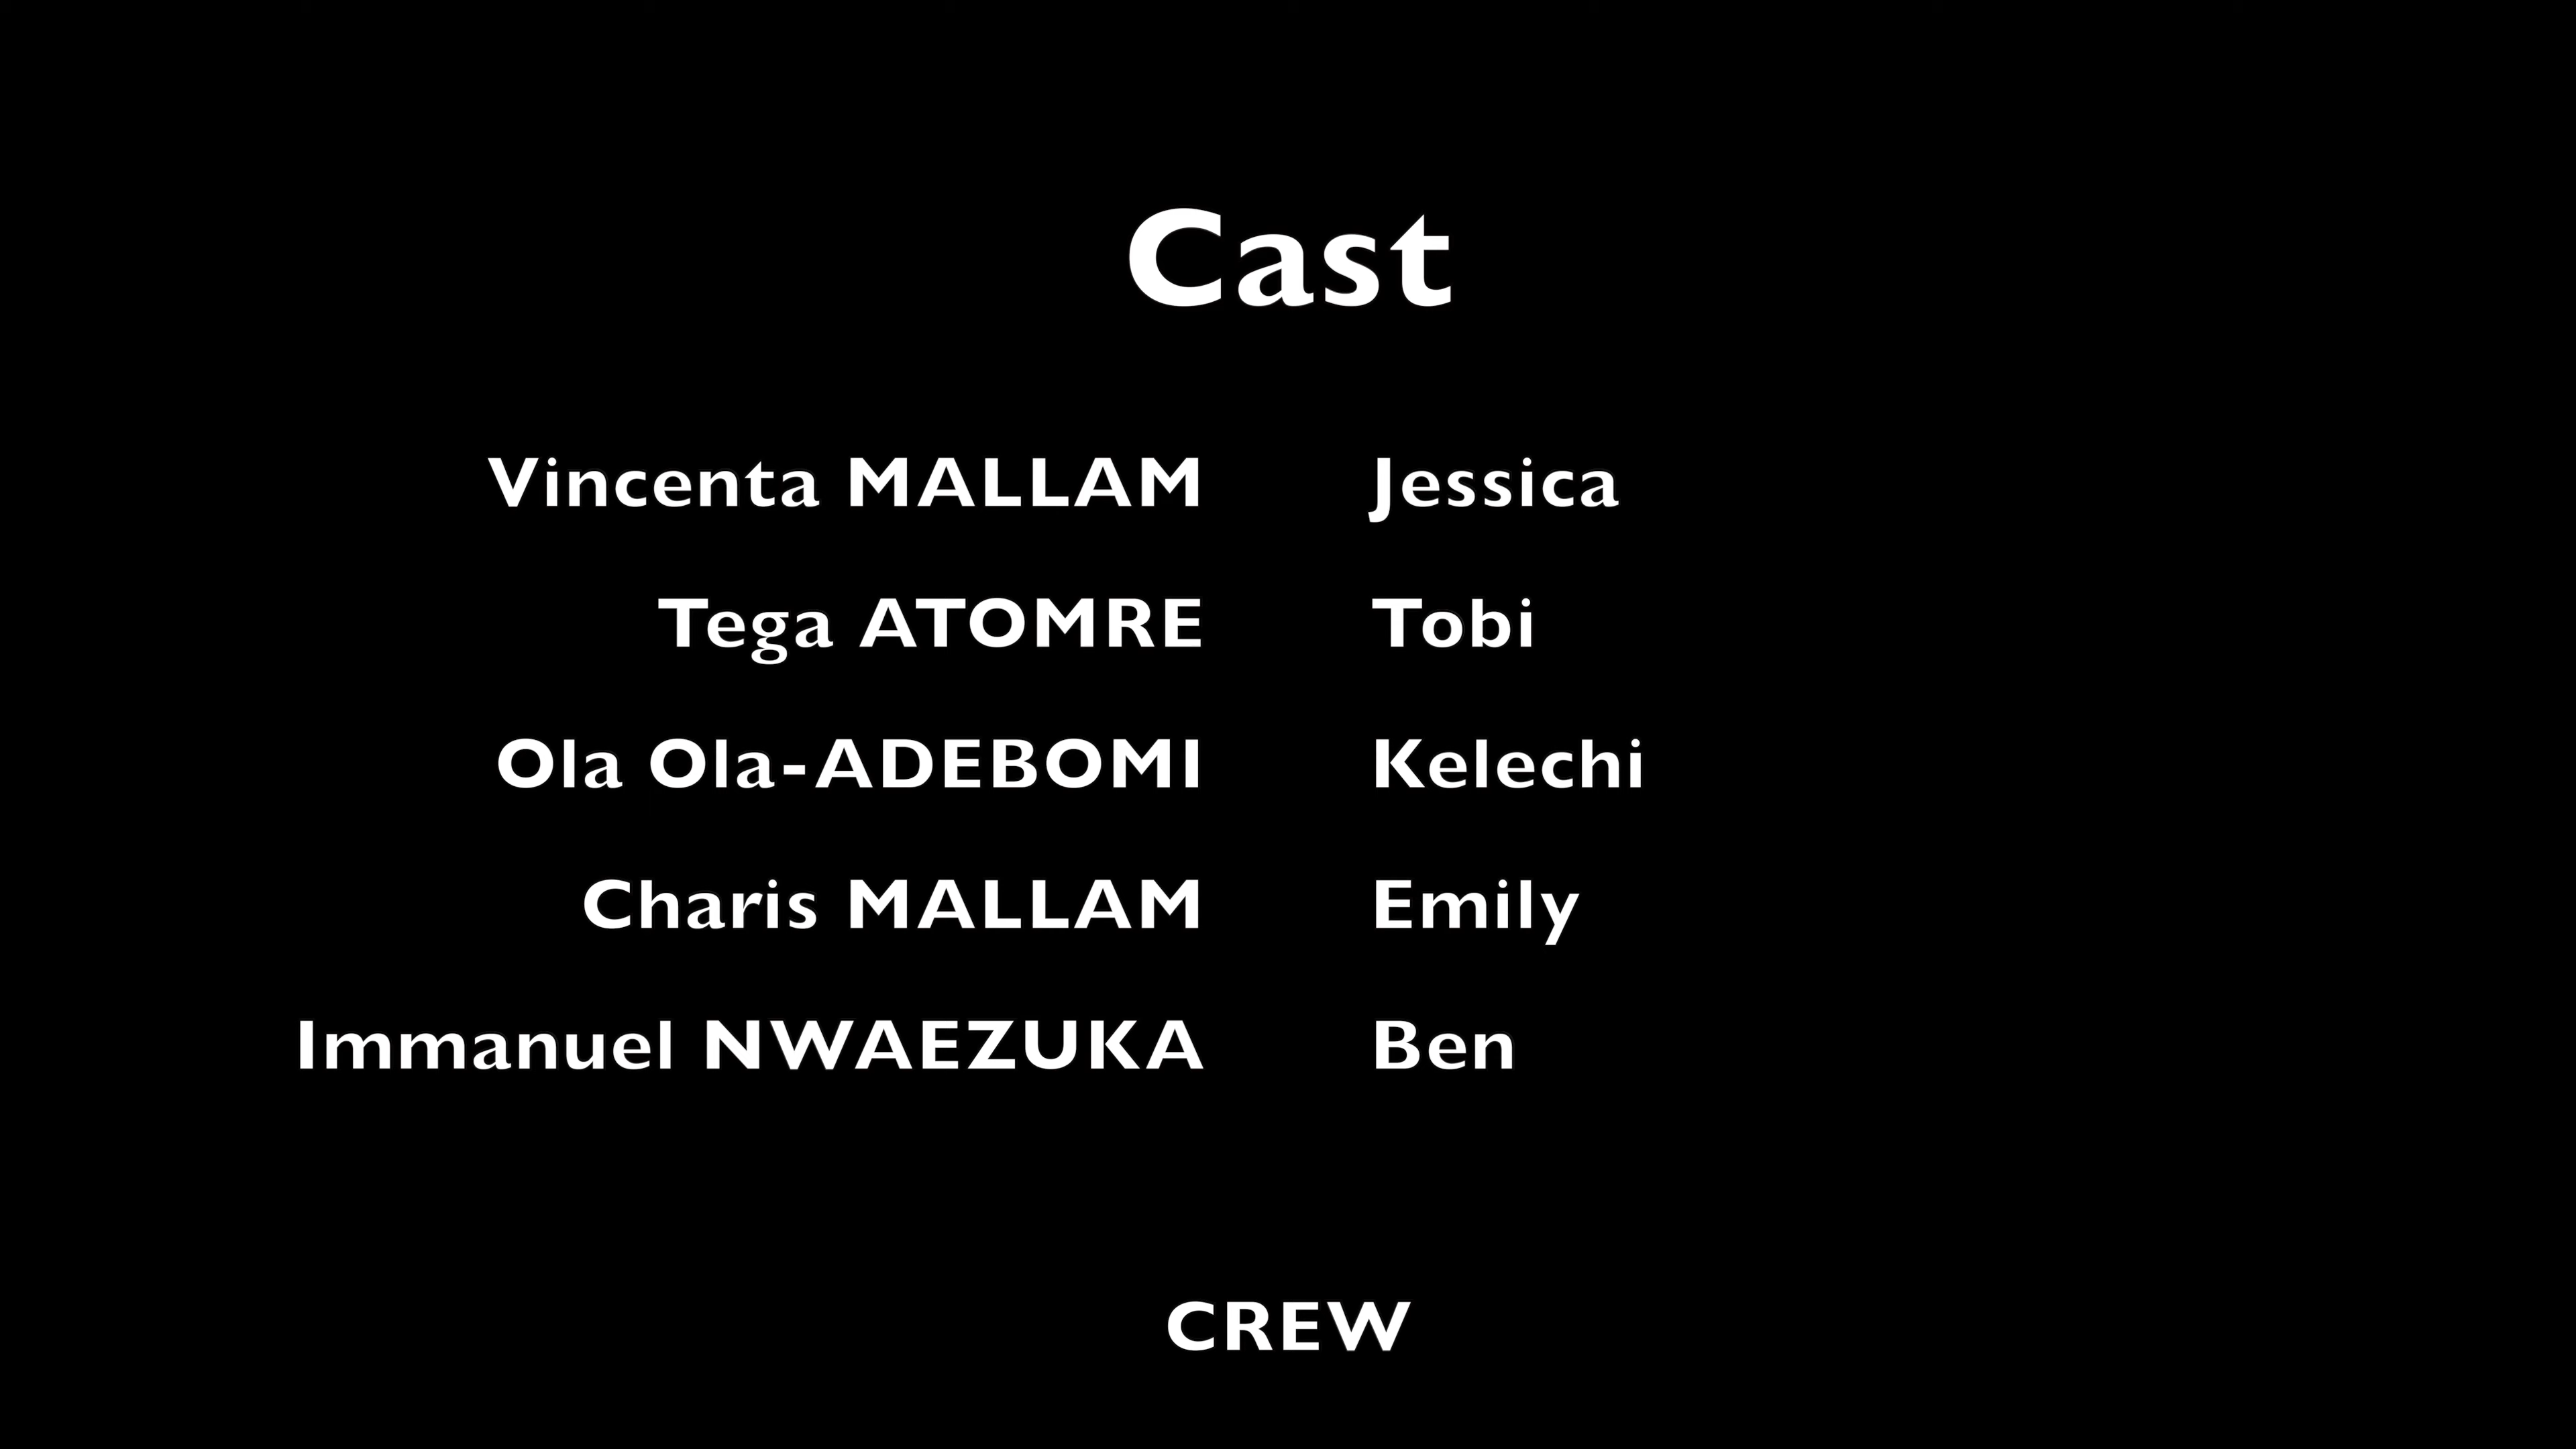 Cast
Vincenta MALLAM Jessica
Tega ATOMRE Tobi
Ola Ola-ADEBOMI Kelechi
Charis MALLAM Emily
Immanuel NWAEZUKA Ben
CREW